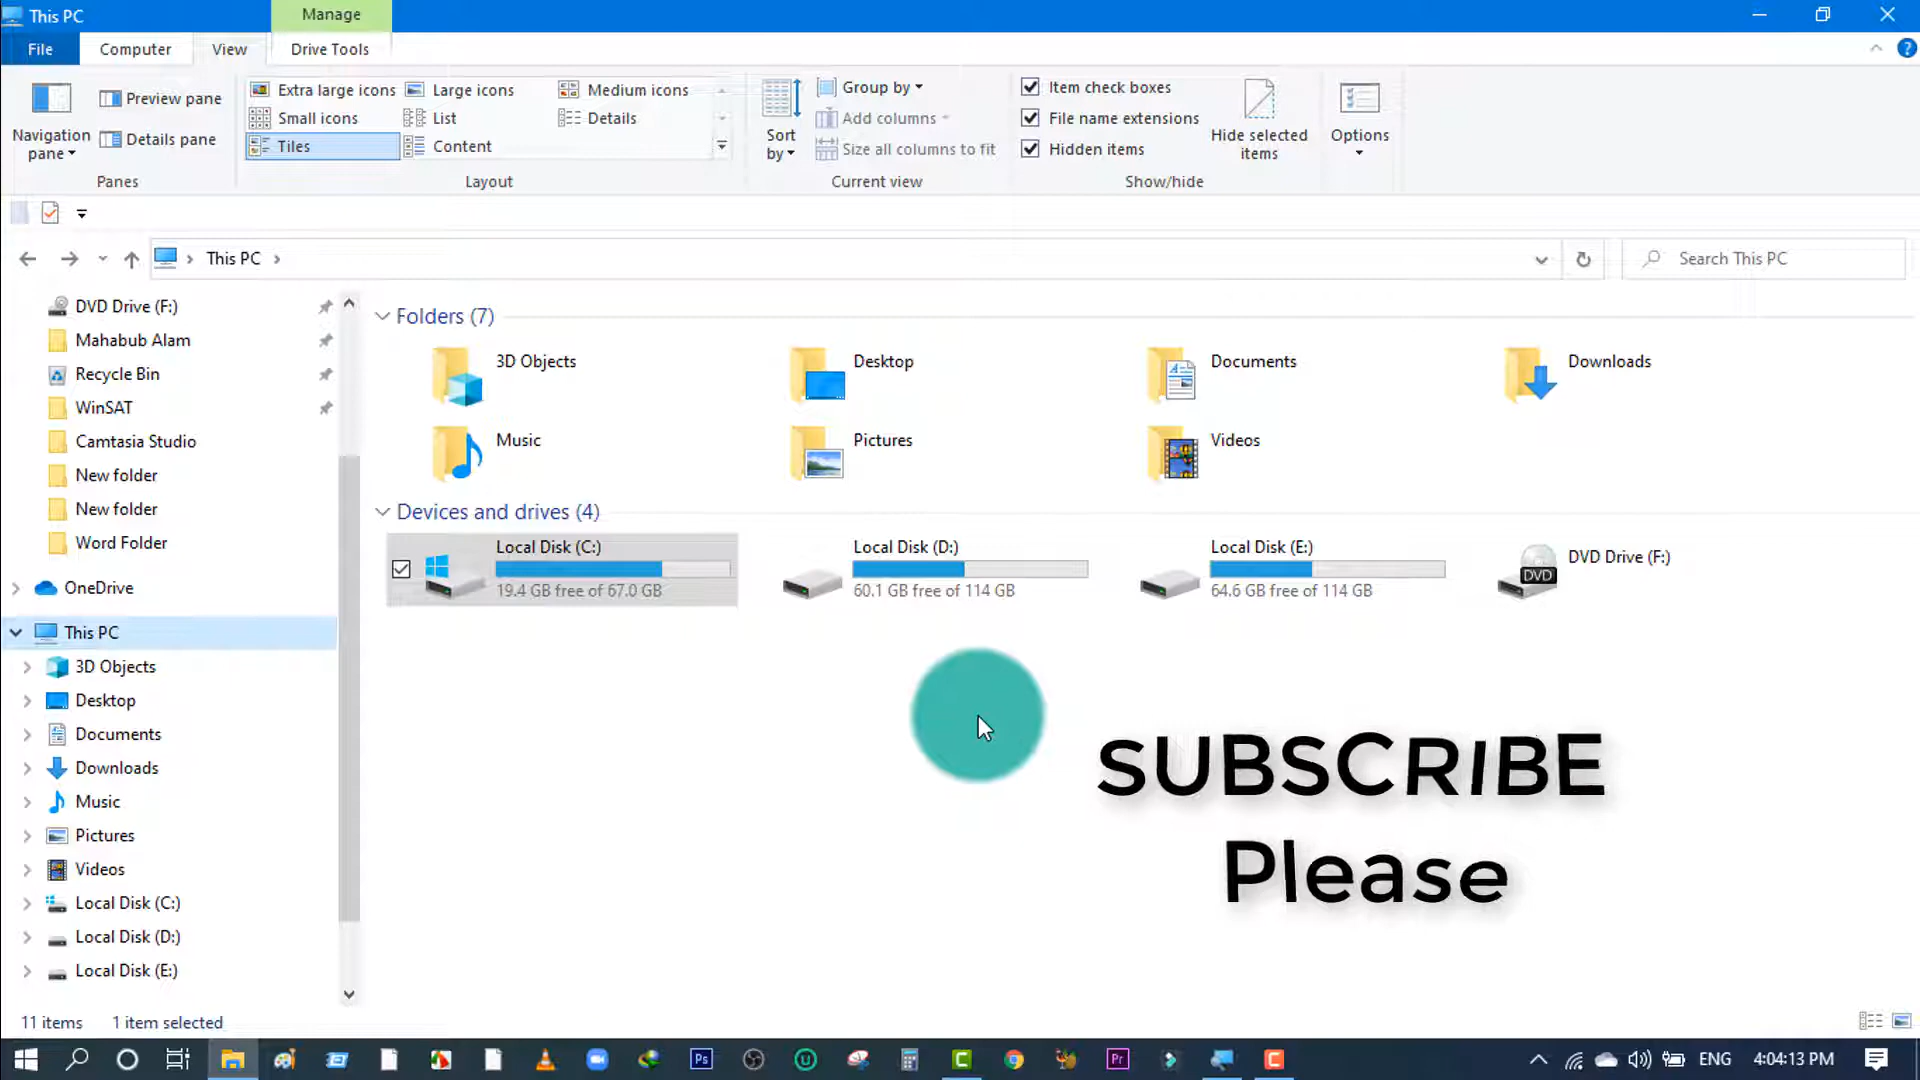 This PC
Manage
File
Computer
View
Drive Tools
Navigation pane
Preview pane
Details pane
Panes
Extra large icons
Large icons
Medium icons
Small icons
List
Details
Tiles
Content
Layout
Sort by
Group by
Add columns
Size all columns to fit
Current view
Item check boxes
File name extensions
Hidden items
Hide selected items
Show/hide
Options
This PC
Search This PC
DVD Drive (F:)
Mahabub Alam
Recycle Bin
WinSAT
Camtasia Studio
New folder
New folder
Word Folder
OneDrive
This PC
3D Objects
Desktop
Documents
Downloads
Music
Pictures
Videos
Local Disk (C:)
Local Disk (D:)
Local Disk (E:)
Folders (7)
3D Objects
Desktop
Documents
Downloads
Music
Pictures
Videos
Devices and drives (4)
Local Disk (C:)
19.4 GB free of 67.0 GB
Local Disk (D:)
60.1 GB free of 114 GB
Local Disk (E:)
64.6 GB free of 114 GB
DVD
DVD Drive (F:)
SUBSCRIBE
Please
11 items
1 item selected
Ps
Pr
ENG
4:04:13 PM